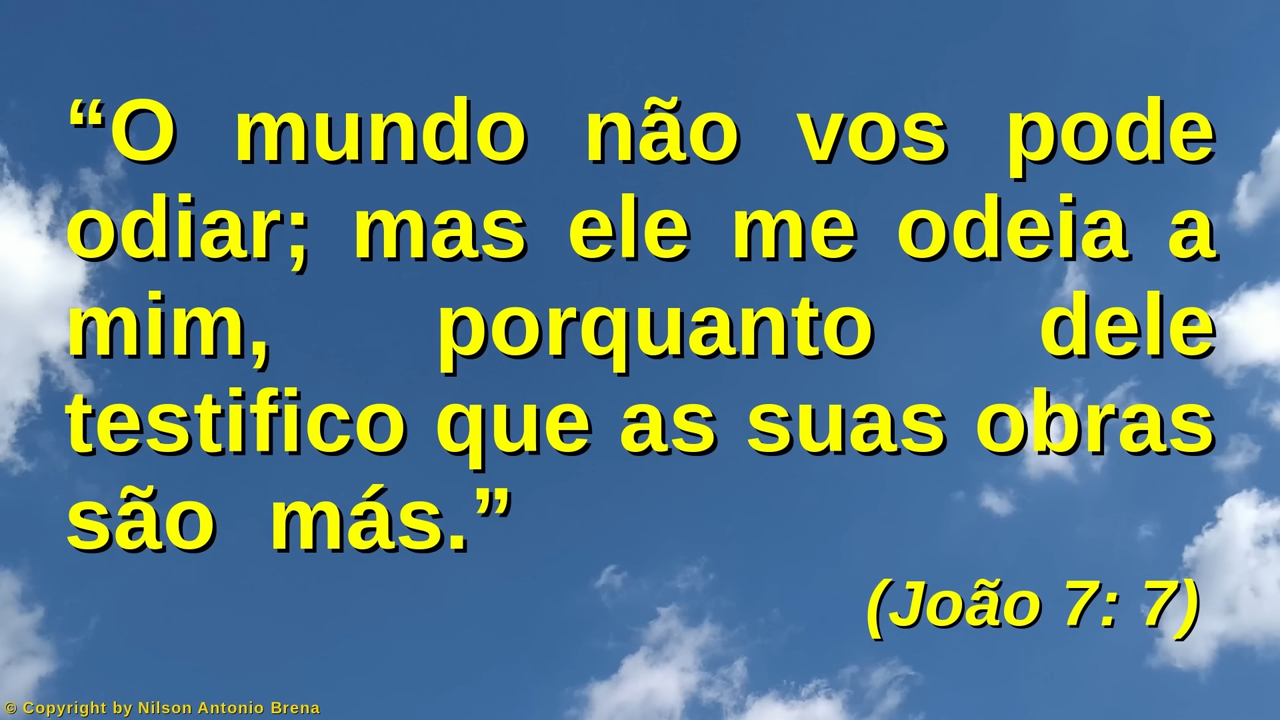 “O mundo não vos pode
odiar; mas ele me odeia a
mim, porquanto dele
testifico que as suas obras
são más.”
(João 7: 7)
© Copyright by Nilson Antonio Brena